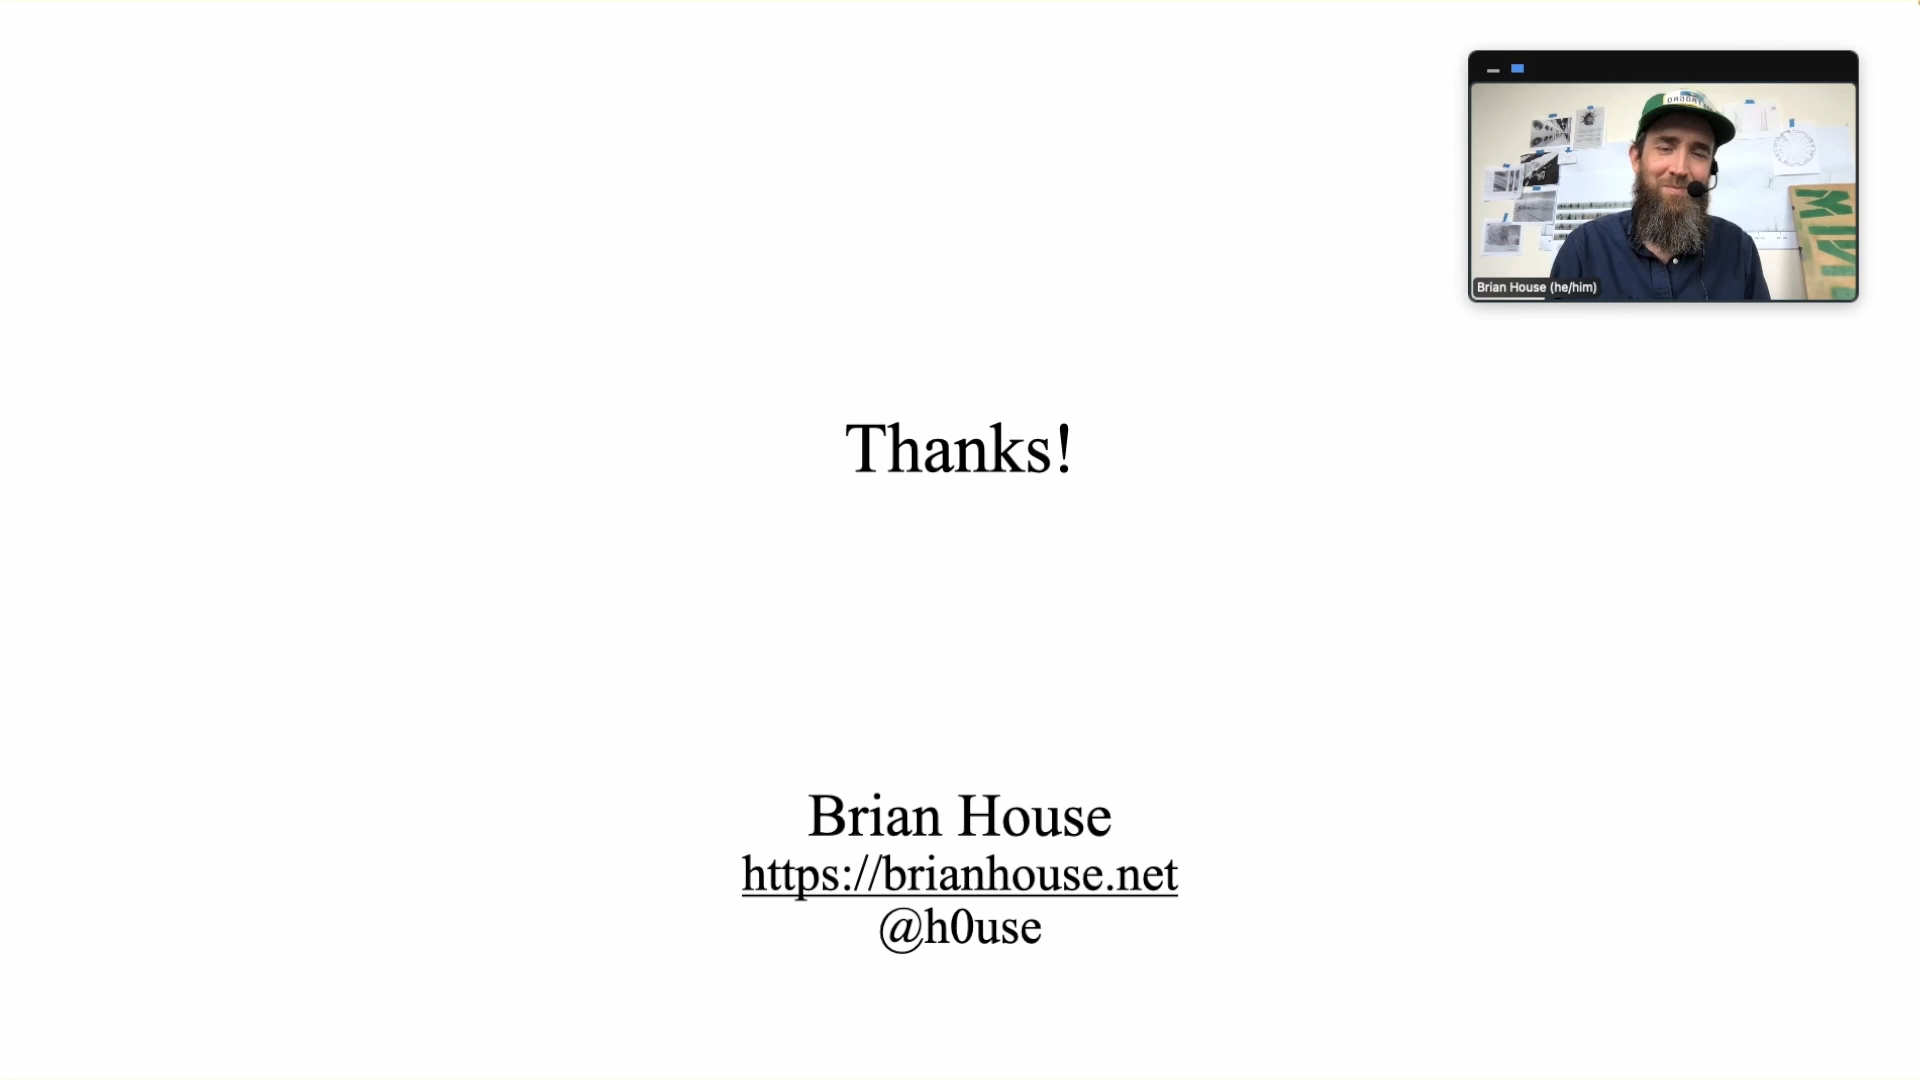 Brian House (he/him)
Thanks!
Brian House
https://brianhouse.net
@h0use